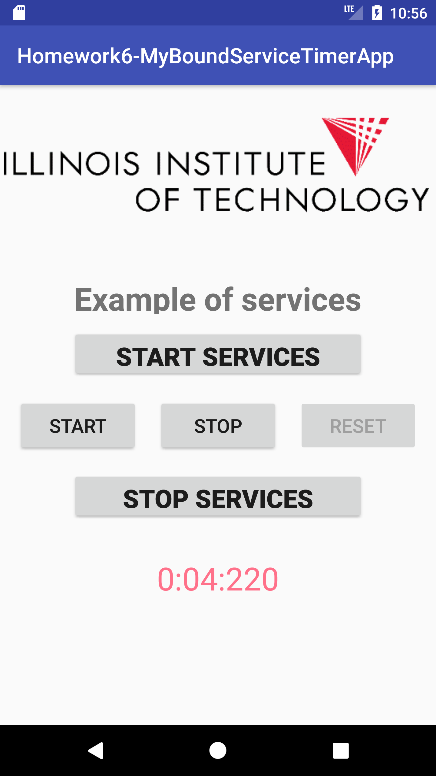 LTE 10:56
Homework6-MyBoundServiceTimerApp
ILLINOIS INSTITUTE
OF TECHNOLOGY
Example of services
START SERVICES
START STOP RESET
STOP SERVICES
0:04:220